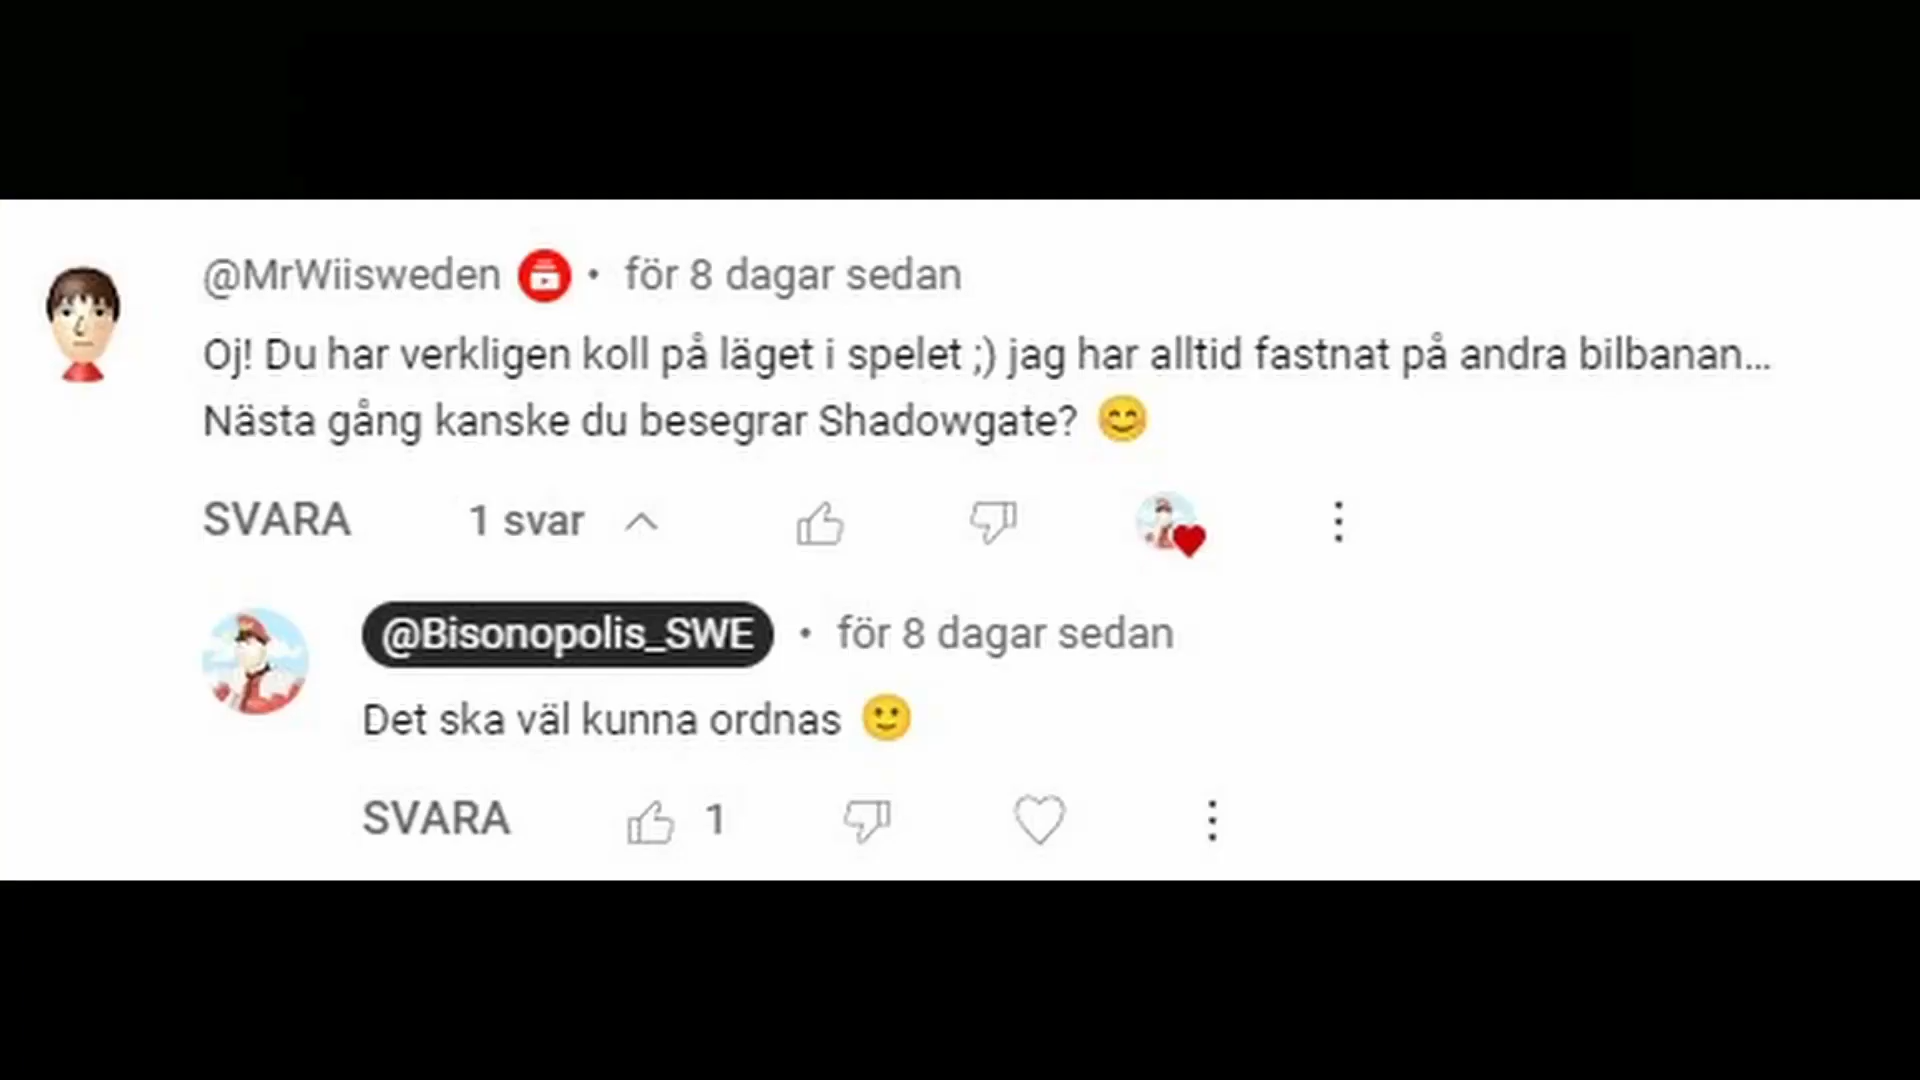 @MrWiisweden • för 8 dagar sedan
Oj! Du har verkligen koll på läget i spelet ;) jag har alltid fastnat på andra bilbanan...
Nästa gång kanske du besegrar Shadowgate? 😊
SVARA 1 svar
@Bisonopolis_SWE • för 8 dagar sedan
Det ska väl kunna ordnas 🙂
SVARA 1